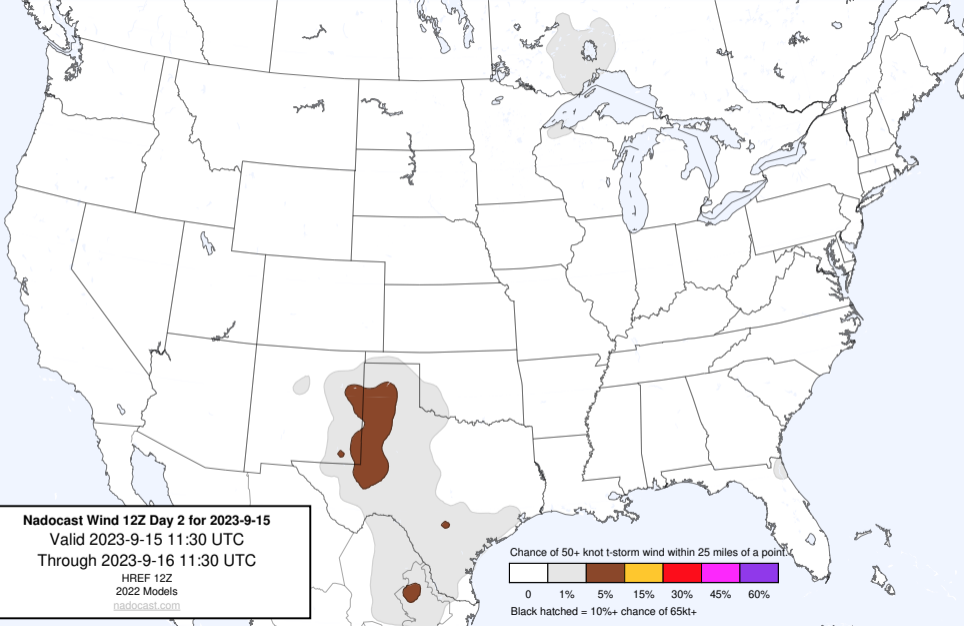 Nadocast Wind 12Z Day 2 for 2023-9-15
Valid 2023-9-15 11:30 UTC
Through 2023-9-16 11:30 UTC
HREF 12Z
2022 Models
nadocast.com
Chance of 50+ knot t-storm wind within 25 miles of a point.
0 1% 5% 15% 30% 45% 60%
Black hatched = 10%+ chance of 65kt+